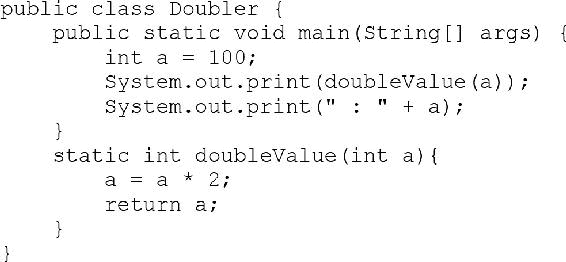 public class Doubler {
    public static void main(String[] args) {
        int a = 100;
        System.out.print(doubleValue(a));
        System.out.print(" : " + a);
    }
    static int doubleValue(int a){
        a = a * 2;
        return a;
    }
}